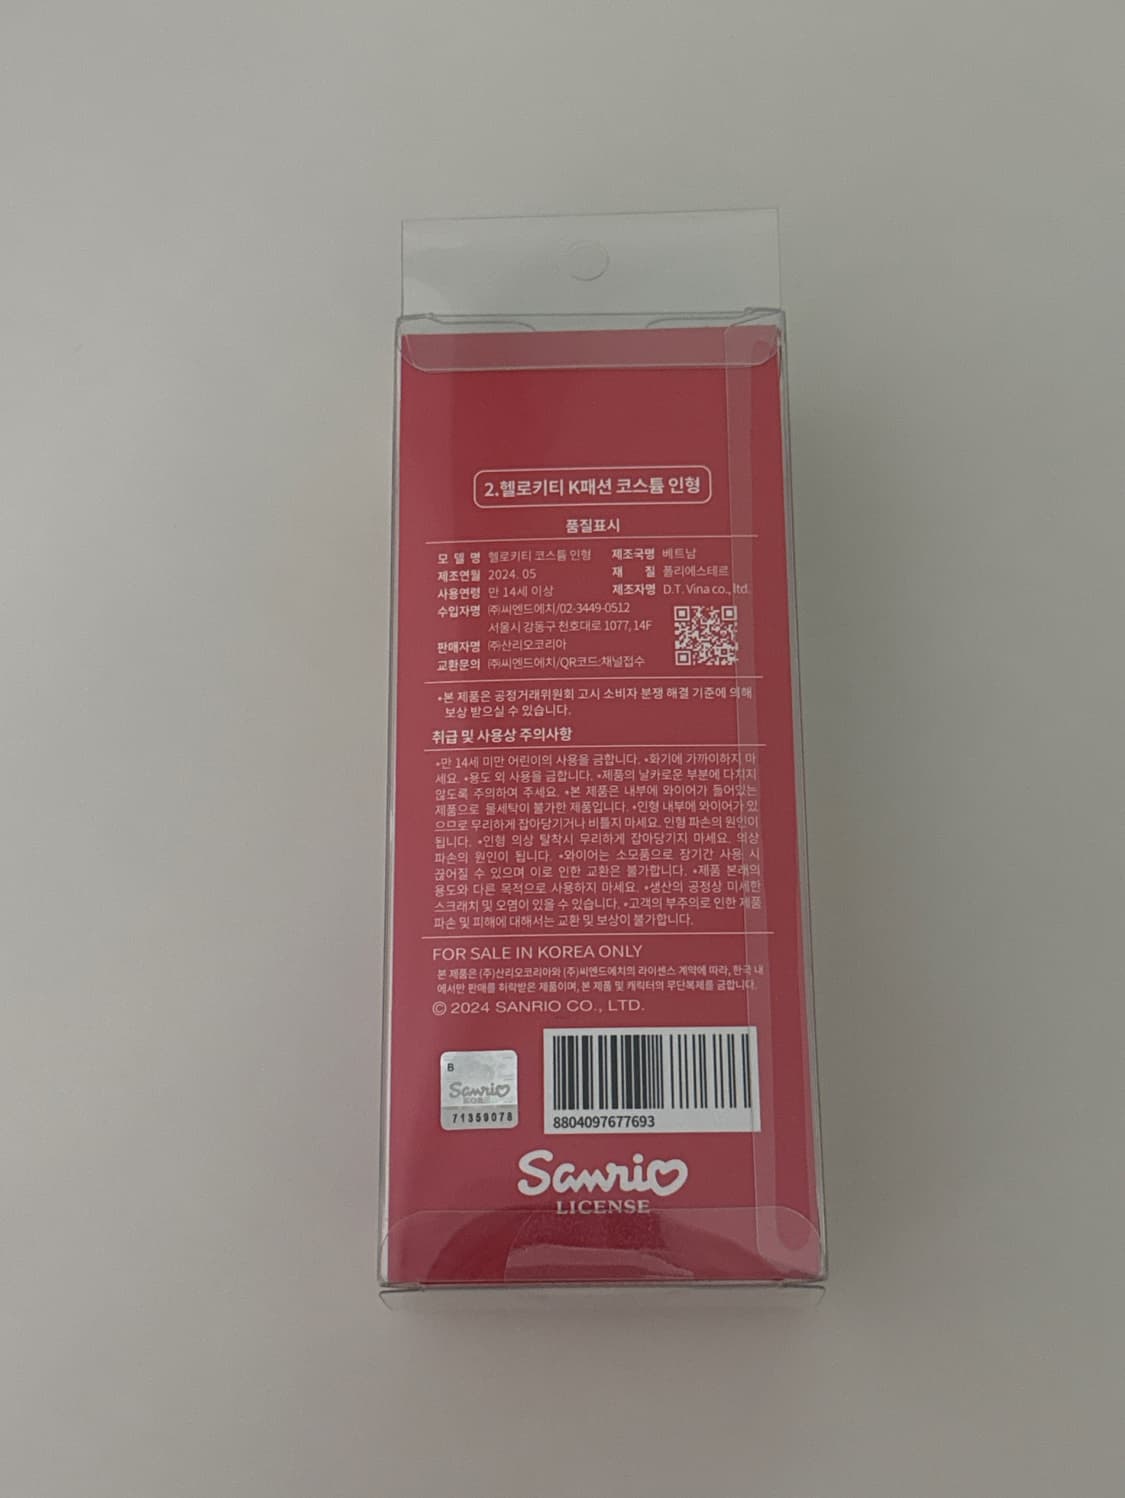 2.헬로키티 K패션 코스튬 인형
품질표시
모 델 명 헬로키티 코스튬 인형 제조국명 베트남
제조연월 2024. 05 재 질 폴리에스테르
사용연령 만 14세 이상 제조자명 D.T. Vina co., ltd.
수입자명 ㈜씨엔드에치/02-3449-0512
서울시 강동구 천호대로 1077, 14F
판매자명 ㈜산리오코리아
교환문의 ㈜씨엔드에치/QR코드:채널접수
•본 제품은 공정거래위원회 고시 소비자 분쟁 해결 기준에 의해
보상 받으실 수 있습니다.
취급 및 사용상 주의사항
•만 14세 미만 어린이의 사용을 금합니다. •화기에 가까이하지 마
세요. •용도 외 사용을 금합니다. •제품의 날카로운 부분에 다치지
않도록 주의하여 주세요. •본 제품은 내부에 와이어가 들어있는
제품으로 물세탁이 불가한 제품입니다. •인형 내부에 와이어가 있
으므로 무리하게 잡아당기거나 비틀지 마세요. 인형 파손의 원인이
됩니다. •인형 의상 탈착시 무리하게 잡아당기지 마세요. 의상
파손의 원인이 됩니다. •와이어는 소모품으로 장기간 사용 시
끊어질 수 있으며 이로 인한 교환은 불가합니다. •제품 본래의
용도와 다른 목적으로 사용하지 마세요. •생산의 공정상 미세한
스크래치 및 오염이 있을 수 있습니다. •고객의 부주의로 인한 제품
파손 및 피해에 대해서는 교환 및 보상이 불가합니다.
FOR SALE IN KOREA ONLY
본 제품은 (주)산리오코리아와 (주)씨엔드에치의 라이센스 계약에 따라, 한국 내
에서만 판매를 허락받은 제품이며, 본 제품 및 캐릭터의 무단복제를 금합니다.
© 2024 SANRIO CO., LTD.
B
Sanrio
71359078
8804097677693
Sanrio
LICENSE